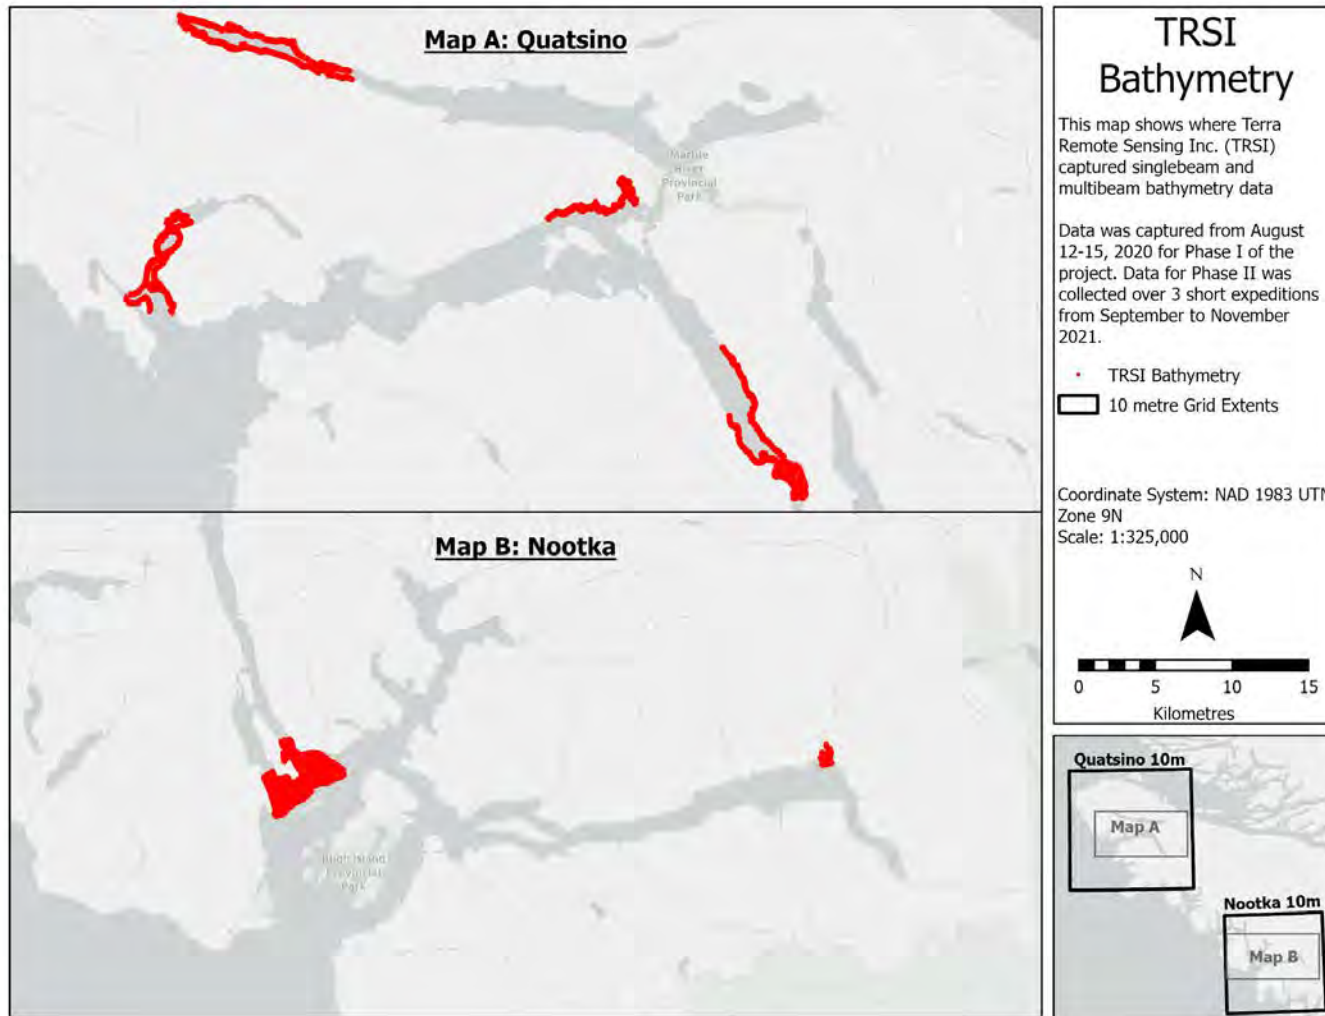 Map A: Quatsino
Marble
River
Provincial
Park
Map B: Nootka
Bligh Island
Provincial
Park
TRSI
Bathymetry
This map shows where Terra
Remote Sensing Inc. (TRSI)
captured singlebeam and
multibeam bathymetry data
Data was captured from August
12-15, 2020 for Phase I of the
project. Data for Phase II was
collected over 3 short expeditions
from September to November
2021.
TRSI Bathymetry
10 metre Grid Extents
Coordinate System: NAD 1983 UTM
Zone 9N
Scale: 1:325,000
N
0 5 10 15
Kilometres
Quatsino 10m
Map A
Nootka 10m
Map B